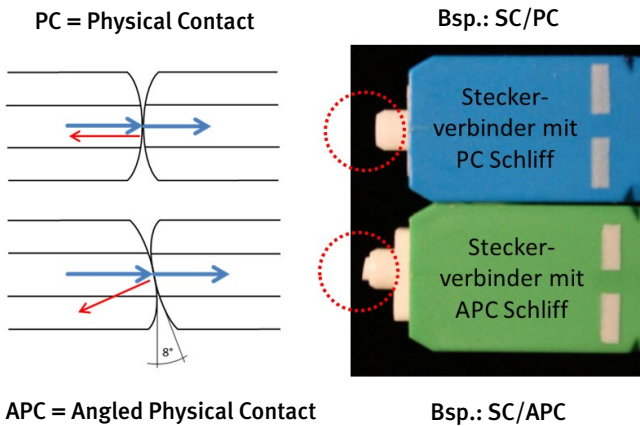 PC = Physical Contact
Bsp.: SC/PC
Stecker-
verbinder mit
PC Schliff
8°
Stecker-
verbinder mit
APC Schliff
APC = Angled Physical Contact
Bsp.: SC/APC